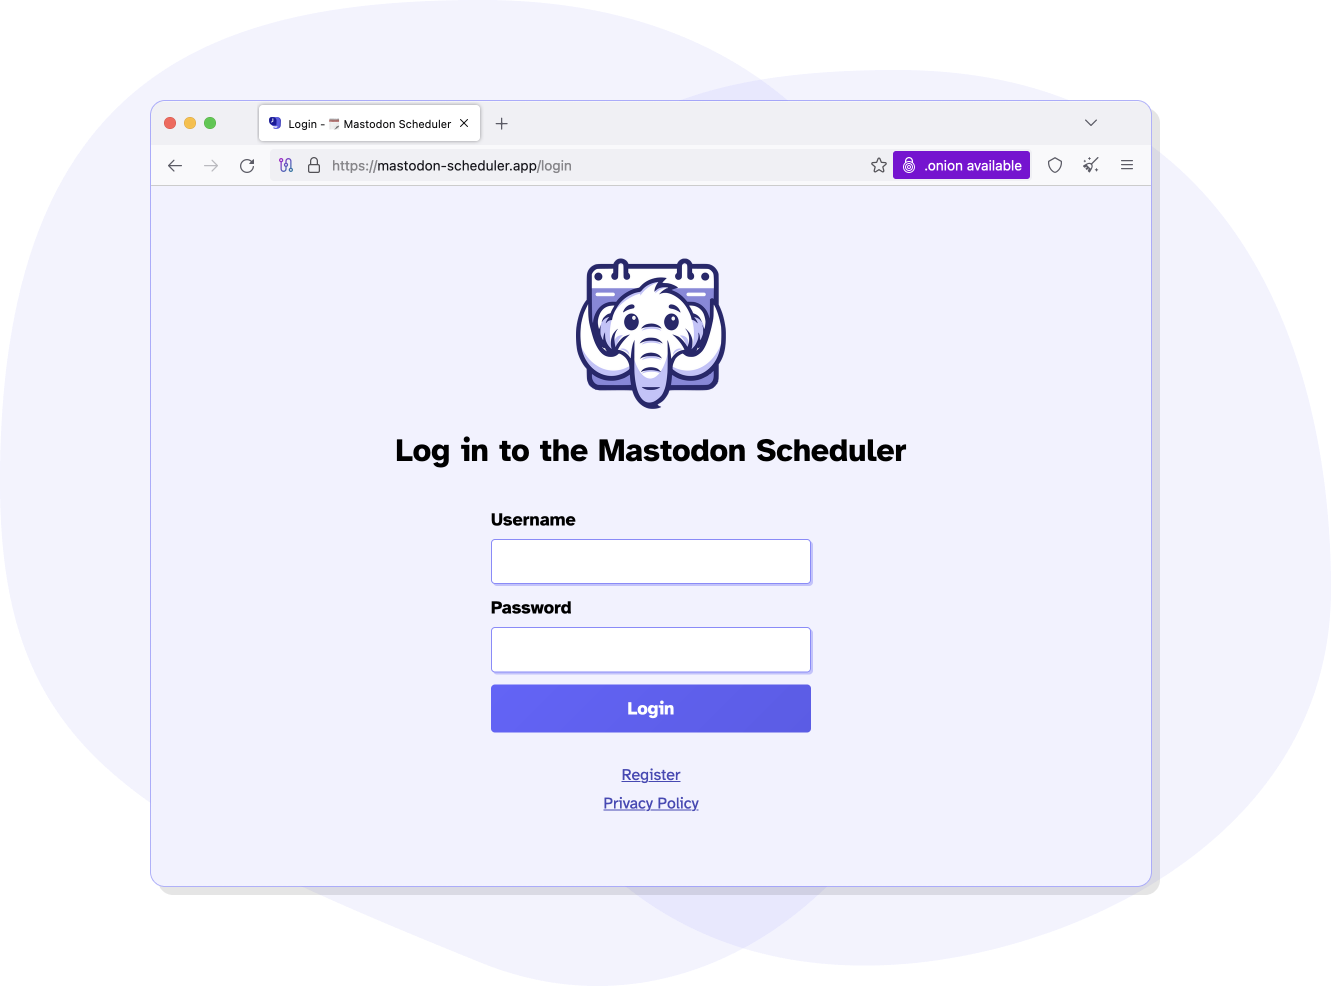 Login - 🗓 Mastodon Scheduler
https://mastodon-scheduler.app/login
.onion available
Log in to the Mastodon Scheduler
Username
Password
Login
Register
Privacy Policy